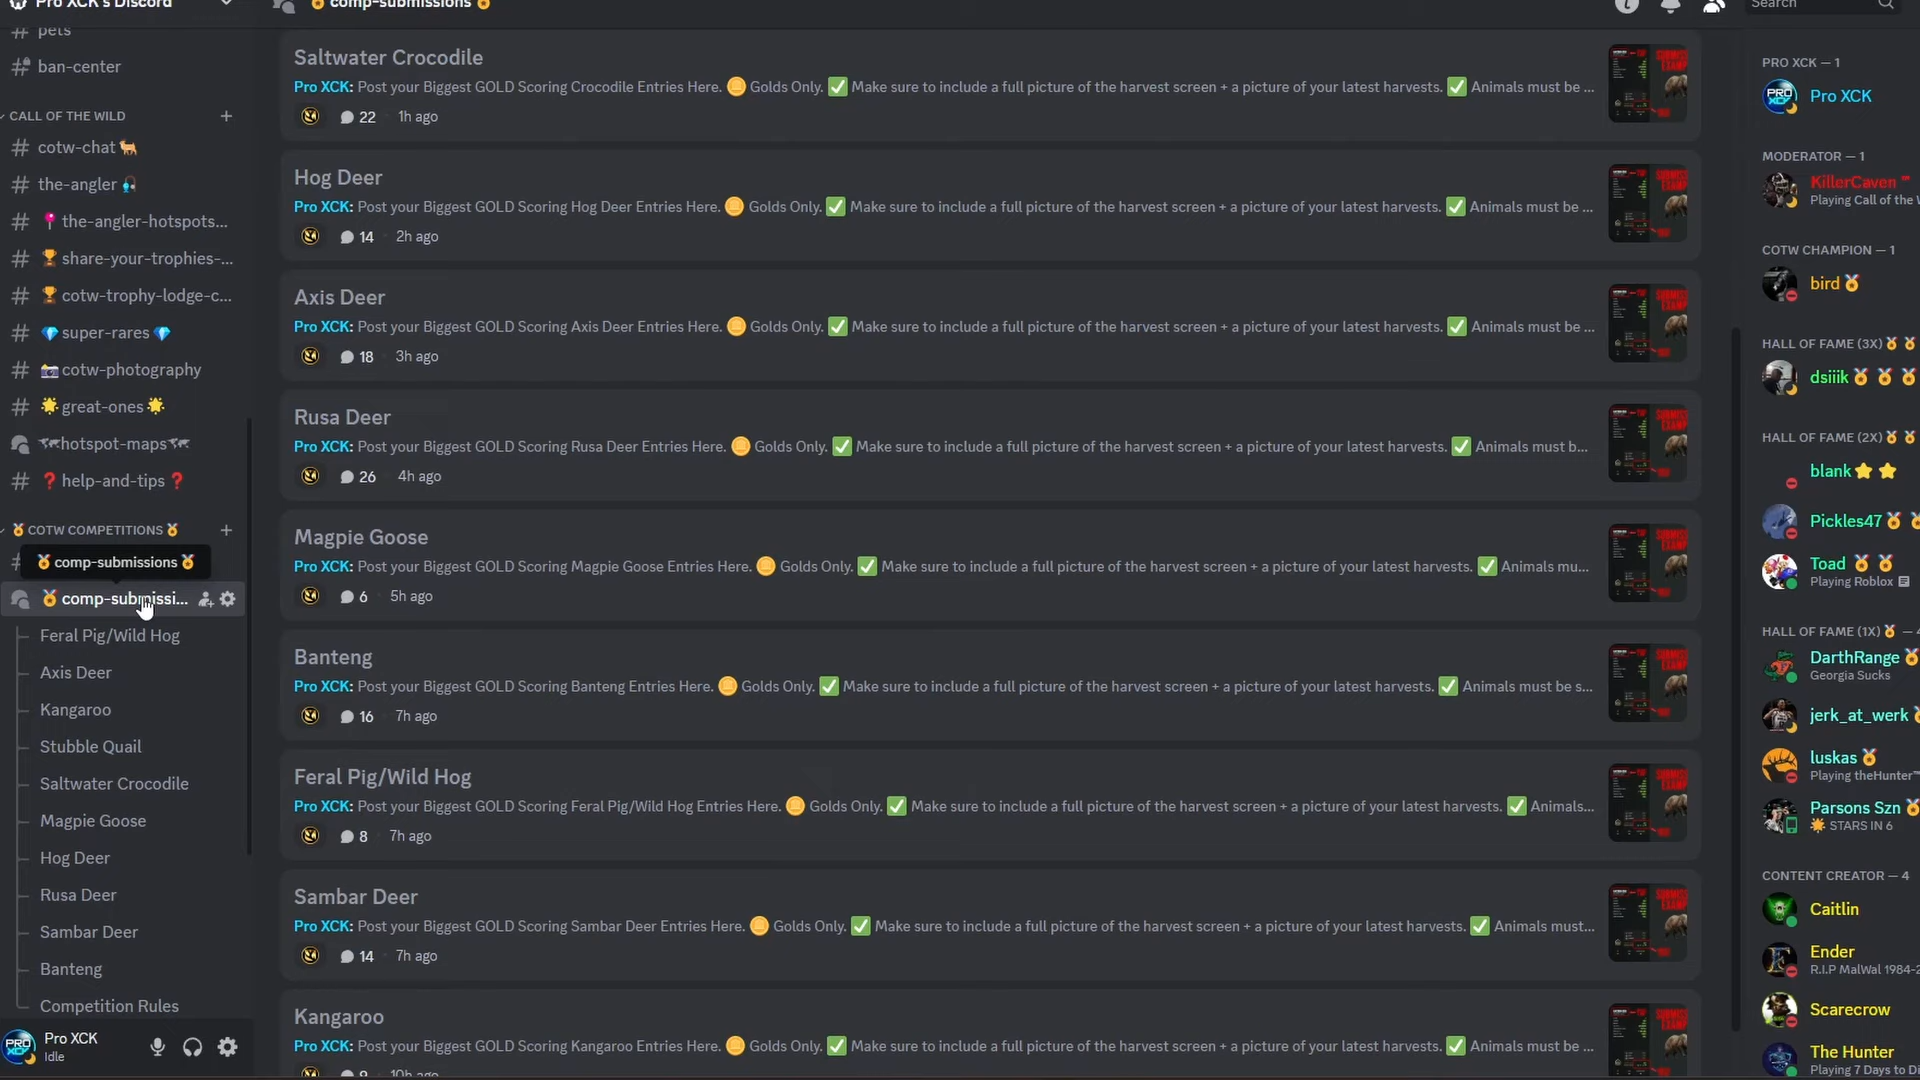 Pro XCK's Discord
pets
ban-center
CALL OF THE WILD
cotw-chat
the-angler
the-angler-hotspots...
share-your-trophies-...
cotw-trophy-lodge-c...
super-rares
cotw-photography
great-ones
hotspot-maps
help-and-tips
COTW COMPETITIONS
comp-submissions
comp-submissi...
Feral Pig/Wild Hog
Axis Deer
Kangaroo
Stubble Quail
Saltwater Crocodile
Magpie Goose
Hog Deer
Rusa Deer
Sambar Deer
Banteng
Competition Rules
Pro XCK
Idle
comp-submissions
Search
Saltwater Crocodile
Pro XCK: Post your Biggest GOLD Scoring Crocodile Entries Here. Golds Only. ✅ Make sure to include a full picture of the harvest screen + a picture of your latest harvests. ✅ Animals must be ...
22 1h ago
Hog Deer
Pro XCK: Post your Biggest GOLD Scoring Hog Deer Entries Here. Golds Only. ✅ Make sure to include a full picture of the harvest screen + a picture of your latest harvests. ✅ Animals must be ...
14 2h ago
Axis Deer
Pro XCK: Post your Biggest GOLD Scoring Axis Deer Entries Here. Golds Only. ✅ Make sure to include a full picture of the harvest screen + a picture of your latest harvests. ✅ Animals must be ...
18 3h ago
Rusa Deer
Pro XCK: Post your Biggest GOLD Scoring Rusa Deer Entries Here. Golds Only. ✅ Make sure to include a full picture of the harvest screen + a picture of your latest harvests. ✅ Animals must b...
26 4h ago
Magpie Goose
Pro XCK: Post your Biggest GOLD Scoring Magpie Goose Entries Here. Golds Only. ✅ Make sure to include a full picture of the harvest screen + a picture of your latest harvests. ✅ Animals mu...
6 5h ago
Banteng
Pro XCK: Post your Biggest GOLD Scoring Banteng Entries Here. Golds Only. ✅ Make sure to include a full picture of the harvest screen + a picture of your latest harvests. ✅ Animals must be s...
16 7h ago
Feral Pig/Wild Hog
Pro XCK: Post your Biggest GOLD Scoring Feral Pig/Wild Hog Entries Here. Golds Only. ✅ Make sure to include a full picture of the harvest screen + a picture of your latest harvests. ✅ Animals...
8 7h ago
Sambar Deer
Pro XCK: Post your Biggest GOLD Scoring Sambar Deer Entries Here. Golds Only. ✅ Make sure to include a full picture of the harvest screen + a picture of your latest harvests. ✅ Animals must...
14 7h ago
Kangaroo
Pro XCK: Post your Biggest GOLD Scoring Kangaroo Entries Here. Golds Only. ✅ Make sure to include a full picture of the harvest screen + a picture of your latest harvests. ✅ Animals must be ...
10h ago
PRO XCK — 1
Pro XCK
MODERATOR — 1
KillerCaven
Playing Call of the
COTW CHAMPION — 1
bird
HALL OF FAME (3X)
dsiiik
HALL OF FAME (2X)
blank
Pickles47
Toad
Playing Roblox
HALL OF FAME (1X)
DarthRange
Georgia Sucks
jerk_at_werk
luskas
Playing theHunter
Parsons Szn
STARS IN 6
CONTENT CREATOR — 4
Caitlin
Ender
R.I.P MalWal 1984-2
Scarecrow
The Hunter
Playing 7 Days to Di